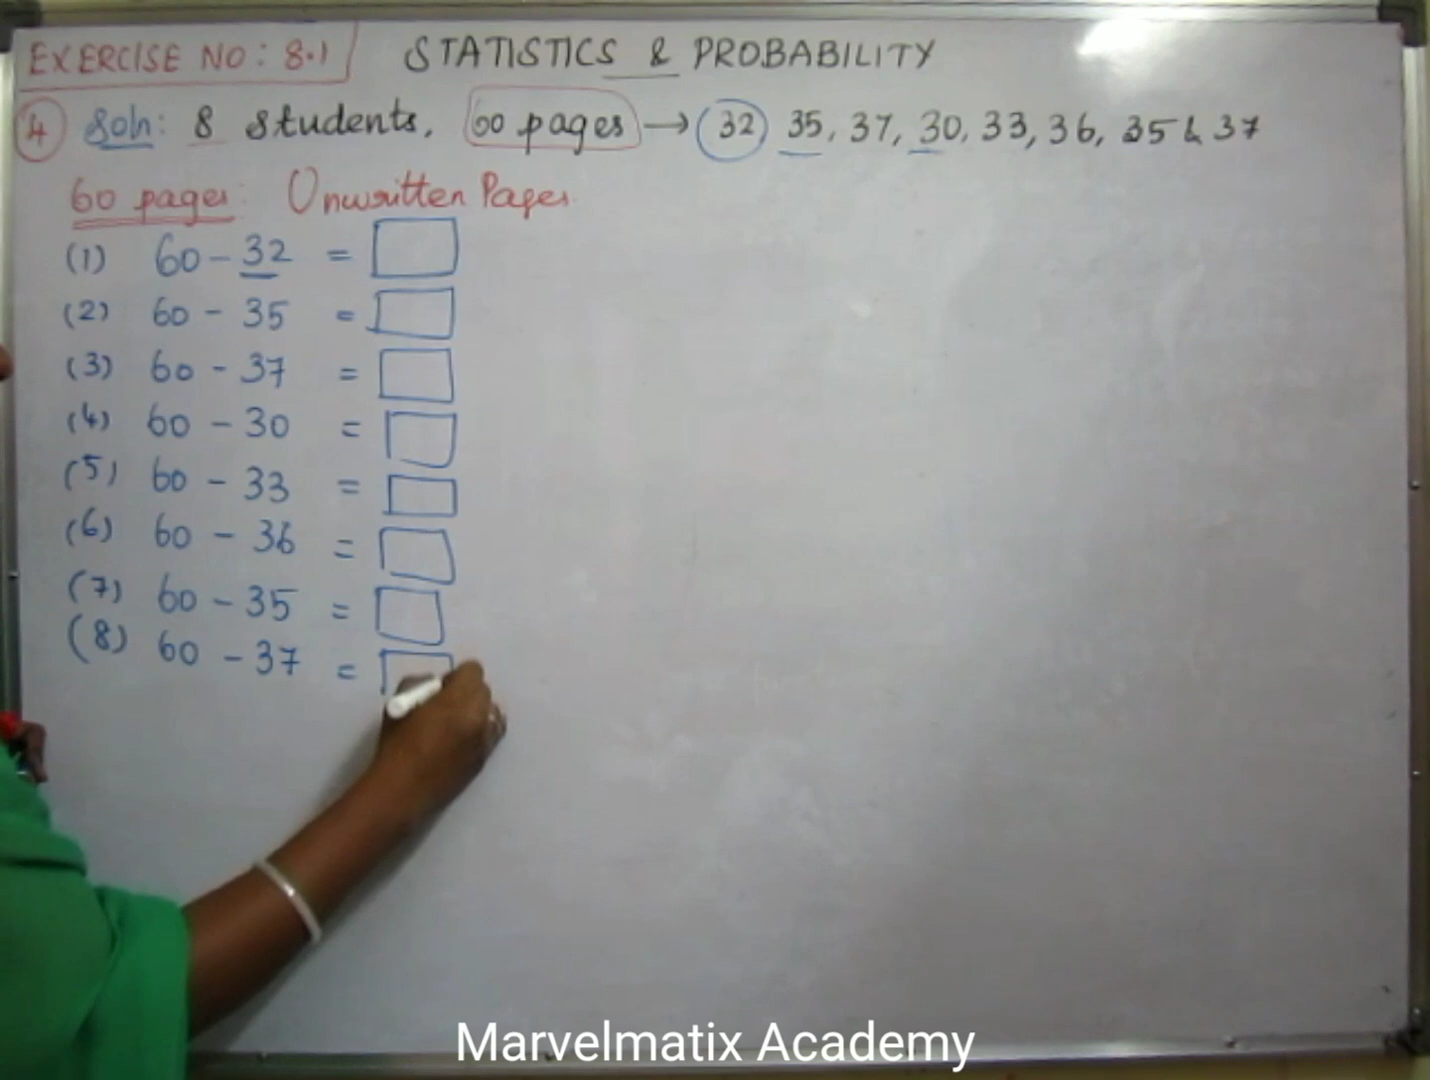 EXERCISE NO: 8.1 STATISTICS & PROBABILITY
4 Soln: 8 students, 60 pages → 32 35, 37, 30, 33, 36, 35 & 37
60 pages: Unwritten Pages.
(1) 60 - 32 =
(2) 60 - 35 =
(3) 60 - 37 =
(4) 60 - 30 =
(5) 60 - 33 =
(6) 60 - 36 =
(7) 60 - 35 =
(8) 60 - 37 =
Marvelmatix Academy